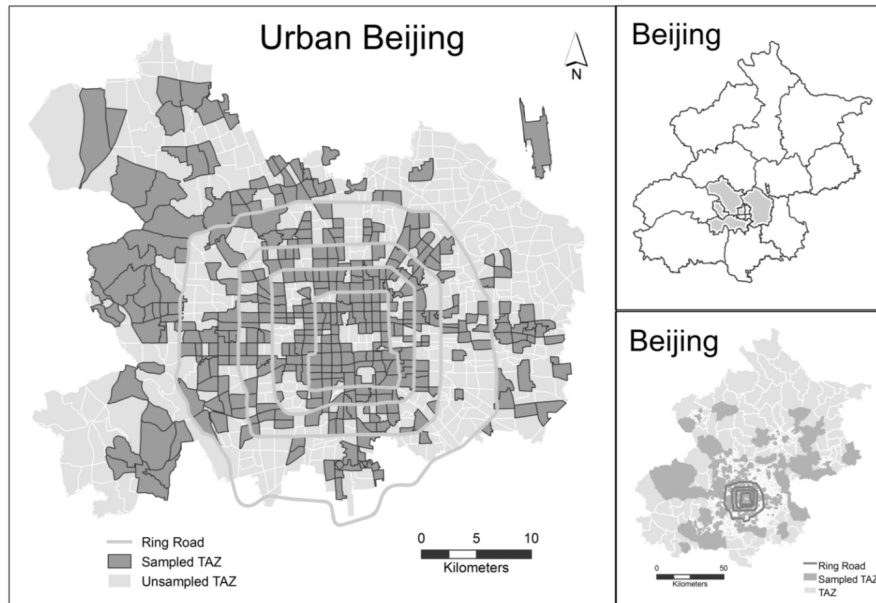 Urban Beijing
N
Ring Road
Sampled TAZ
Unsampled TAZ
0 5 10
Kilometers
Beijing
Beijing
0 50
Kilometers
Ring Road
Sampled TAZ
TAZ